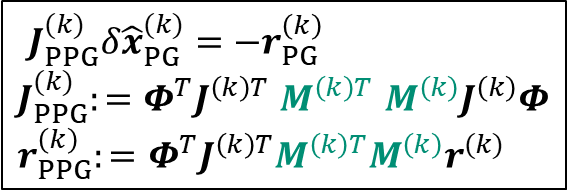 𝑱_PPG^(𝑘) 𝛿𝒙̂_PG^(𝑘) = −𝒓_PG^(𝑘)
𝑱_PPG^(𝑘) := 𝜱^𝑇 𝑱^(𝑘)𝑇 𝑴^(𝑘)𝑇 𝑴^(𝑘) 𝑱^(𝑘) 𝜱
𝒓_PPG^(𝑘) := 𝜱^𝑇 𝑱^(𝑘)𝑇 𝑴^(𝑘)𝑇 𝑴^(𝑘) 𝒓^(𝑘)